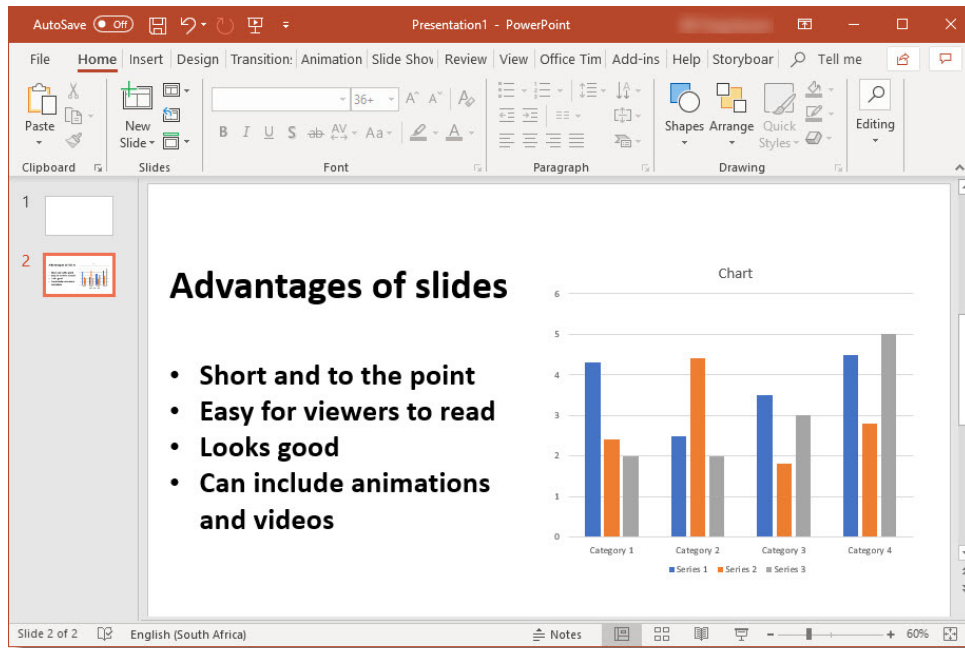 AutoSave Off Presentation1 - PowerPoint
File Home Insert Design Transition: Animation Slide Shov Review View Office Tim Add-ins Help Storyboar Tell me
36+ A A A
Paste New Slide B I U S ab AV Aa A Shapes Arrange Quick Styles Editing
Clipboard Slides Font Paragraph Drawing
1
2
Advantages of slides
• Short and to the point
• Easy for viewers to read
• Looks good
• Can include animations
and videos
Chart
6
5
4
3
2
1
0
Category 1 Category 2 Category 3 Category 4
Series 1 Series 2 Series 3
Slide 2 of 2 English (South Africa) Notes 60%